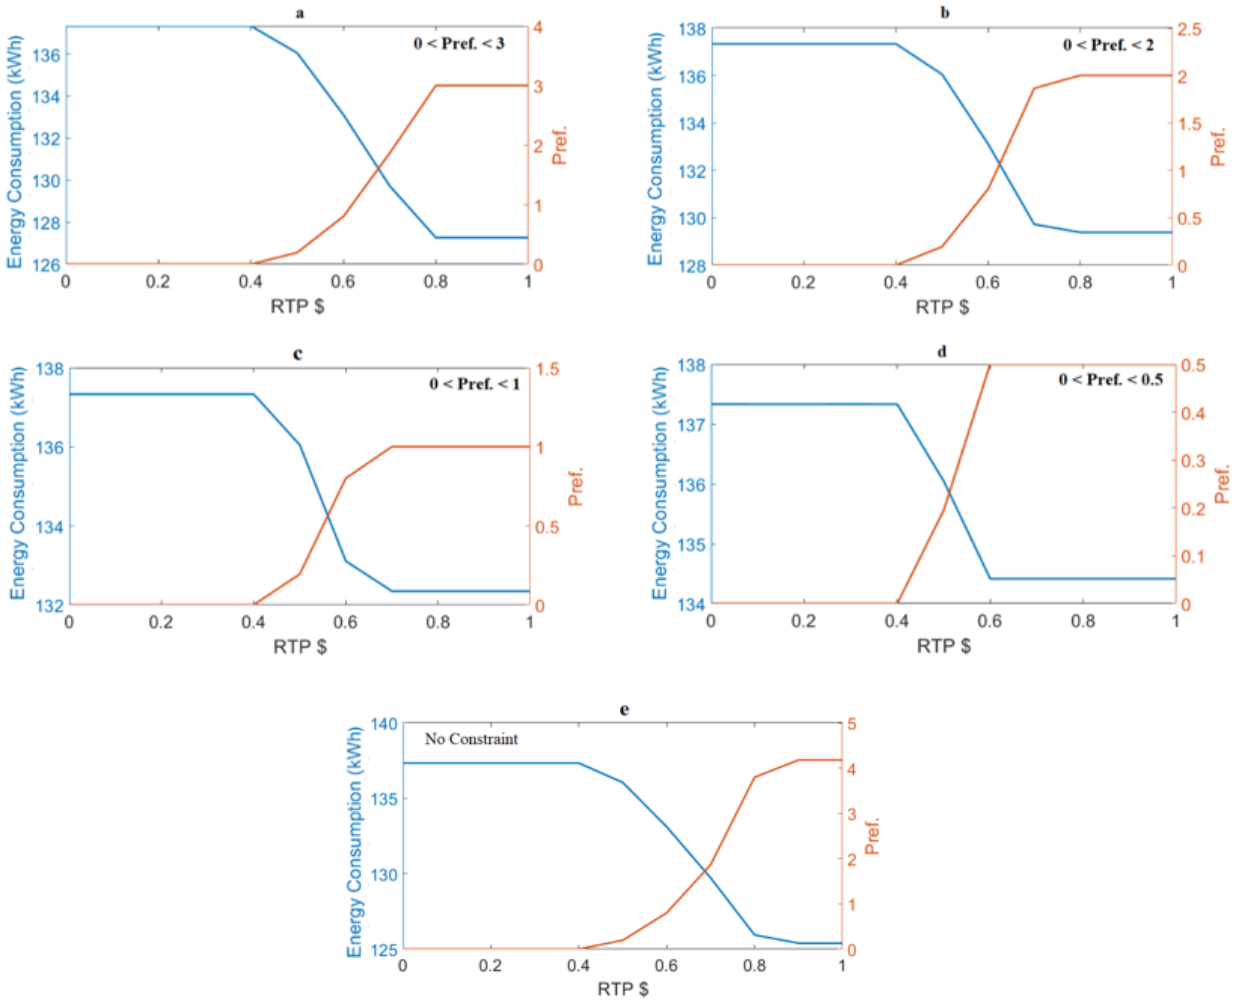 a
0 < Pref. < 3
Energy Consumption (kWh)
136
134
132
130
128
126
4
3
2
1
0
Pref.
0 0.2 0.4 0.6 0.8 1
RTP $
b
0 < Pref. < 2
Energy Consumption (kWh)
138
136
134
132
130
128
2.5
2
1.5
1
0.5
0
Pref.
0 0.2 0.4 0.6 0.8 1
RTP $
c
0 < Pref. < 1
Energy Consumption (kWh)
138
136
134
132
1.5
1
0.5
0
Pref.
0 0.2 0.4 0.6 0.8 1
RTP $
d
0 < Pref. < 0.5
Energy Consumption (kWh)
138
137
136
135
134
0.5
0.4
0.3
0.2
0.1
0
Pref.
0 0.2 0.4 0.6 0.8 1
RTP $
e
No Constraint
Energy Consumption (kWh)
140
135
130
125
5
4
3
2
1
0
Pref.
0 0.2 0.4 0.6 0.8 1
RTP $